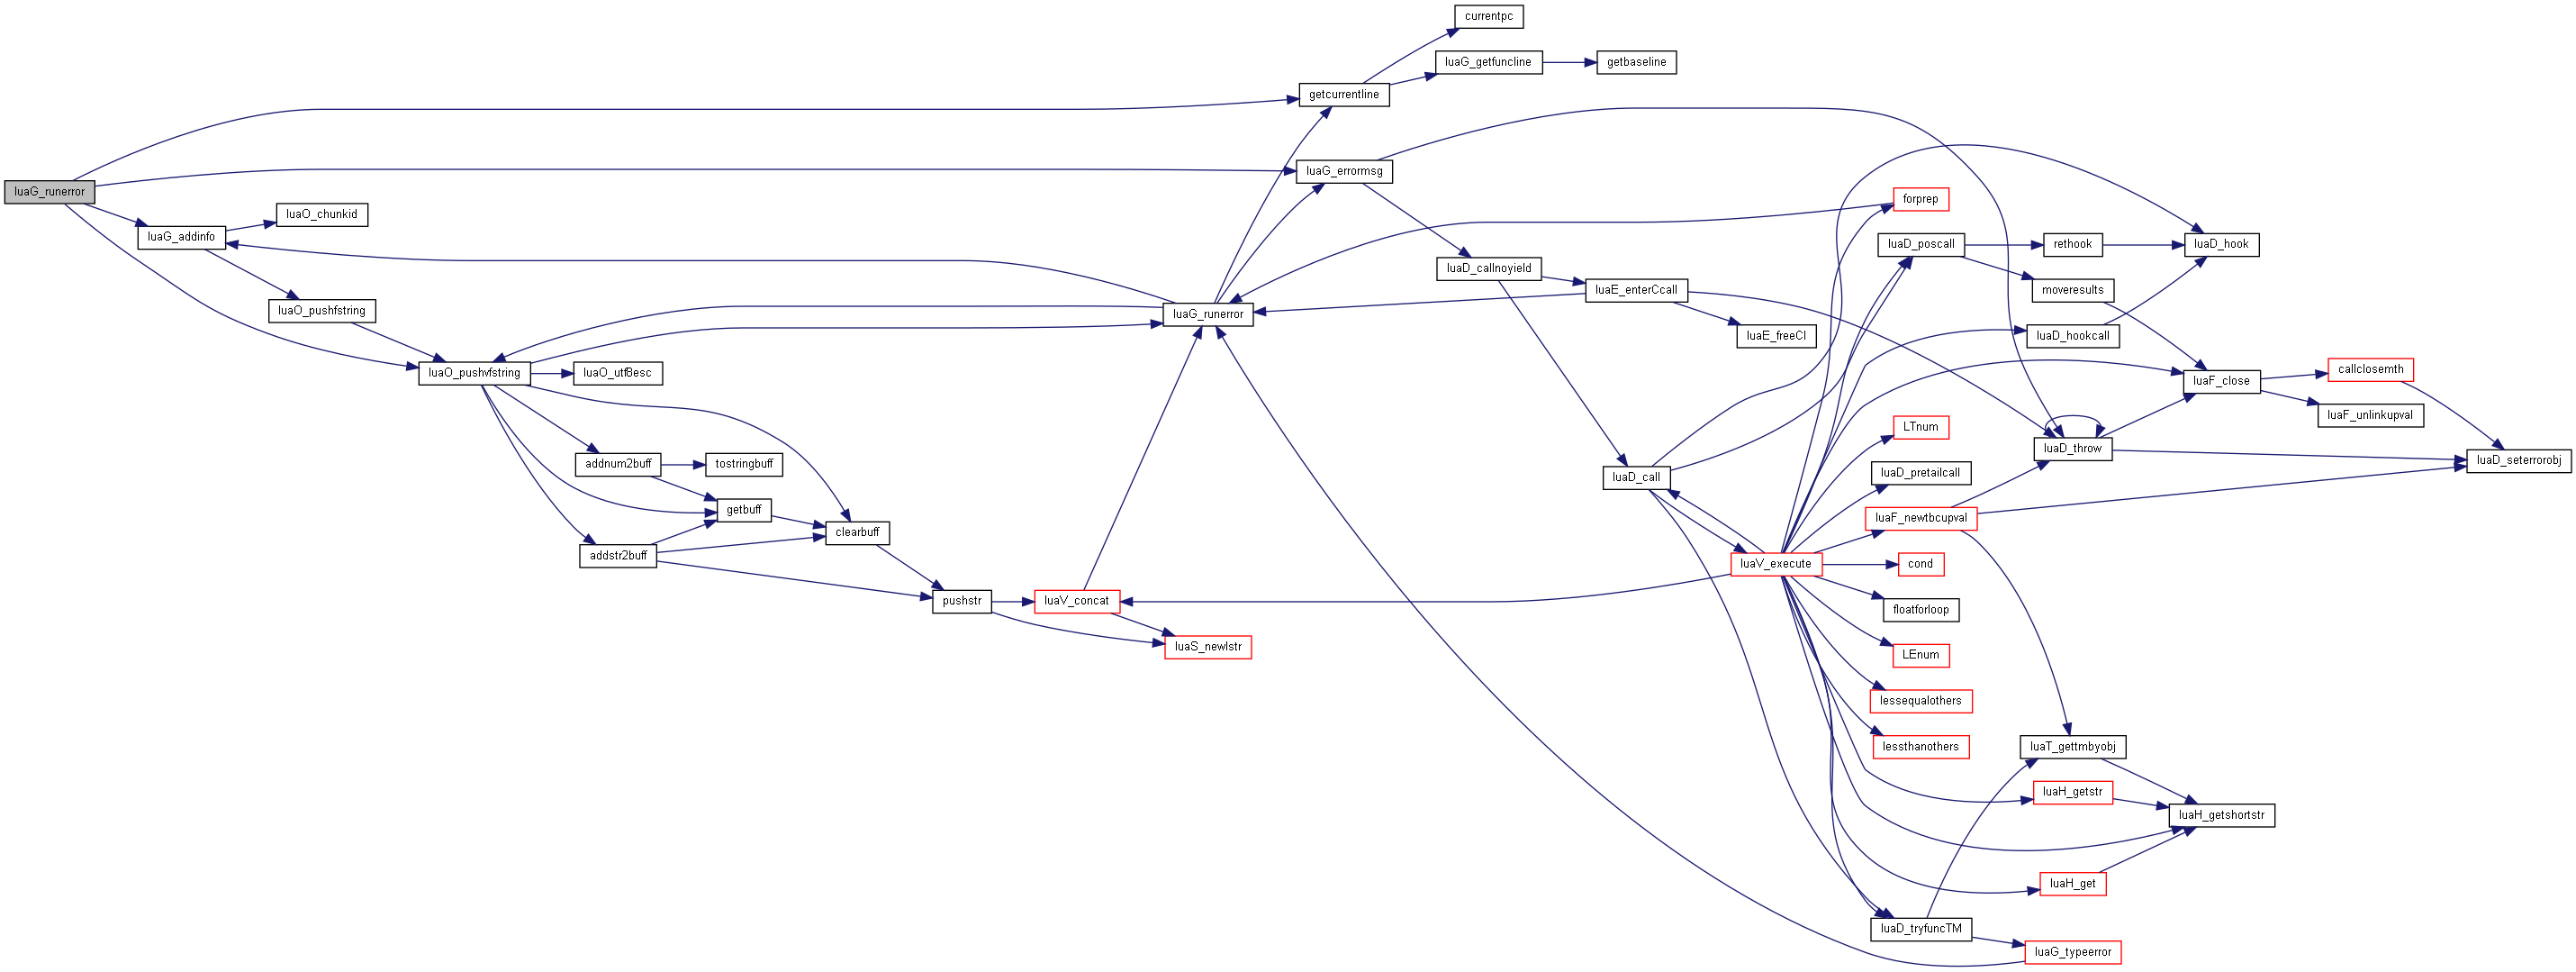 currentpc
luaG_getfuncline
getbaseline
getcurrentline
luaG_errormsg
luaG_runerror
forprep
luaO_chunkid
luaG_addinfo
luaD_poscall
rethook
luaD_hook
luaD_callnoyield
luaE_enterCcall
moveresults
luaO_pushfstring
luaG_runerror
luaE_freeCI
luaD_hookcall
luaO_pushvfstring
luaO_utf8esc
callclosemth
luaF_close
luaF_unlinkupval
LTnum
luaD_throw
luaD_seterrorobj
addnum2buff
tostringbuff
luaD_call
luaD_pretailcall
getbuff
luaF_newtbcupval
clearbuff
addstr2buff
luaV_execute
cond
pushstr
luaV_concat
floatforloop
luaS_newlstr
LEnum
lessequalothers
lessthanothers
luaT_gettmbyobj
luaH_getstr
luaH_getshortstr
luaH_get
luaD_tryfuncTM
luaG_typeerror